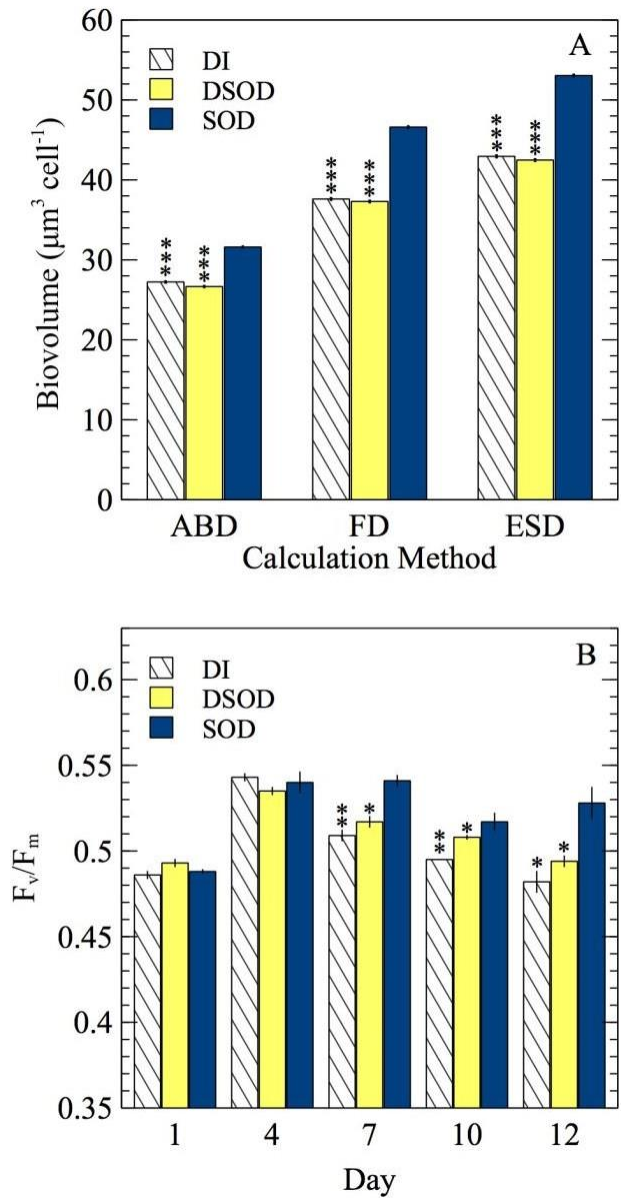 60
50
40
30
20
10
0
Biovolume (μm³ cell⁻¹)
A
DI
DSOD
SOD
*** *** *** *** *** ***
ABD FD ESD
Calculation Method
B
DI
DSOD
SOD
0.6
0.55
0.5
0.45
0.4
0.35
Fᵥ/Fₘ
** * ** * * *
1 4 7 10 12
Day